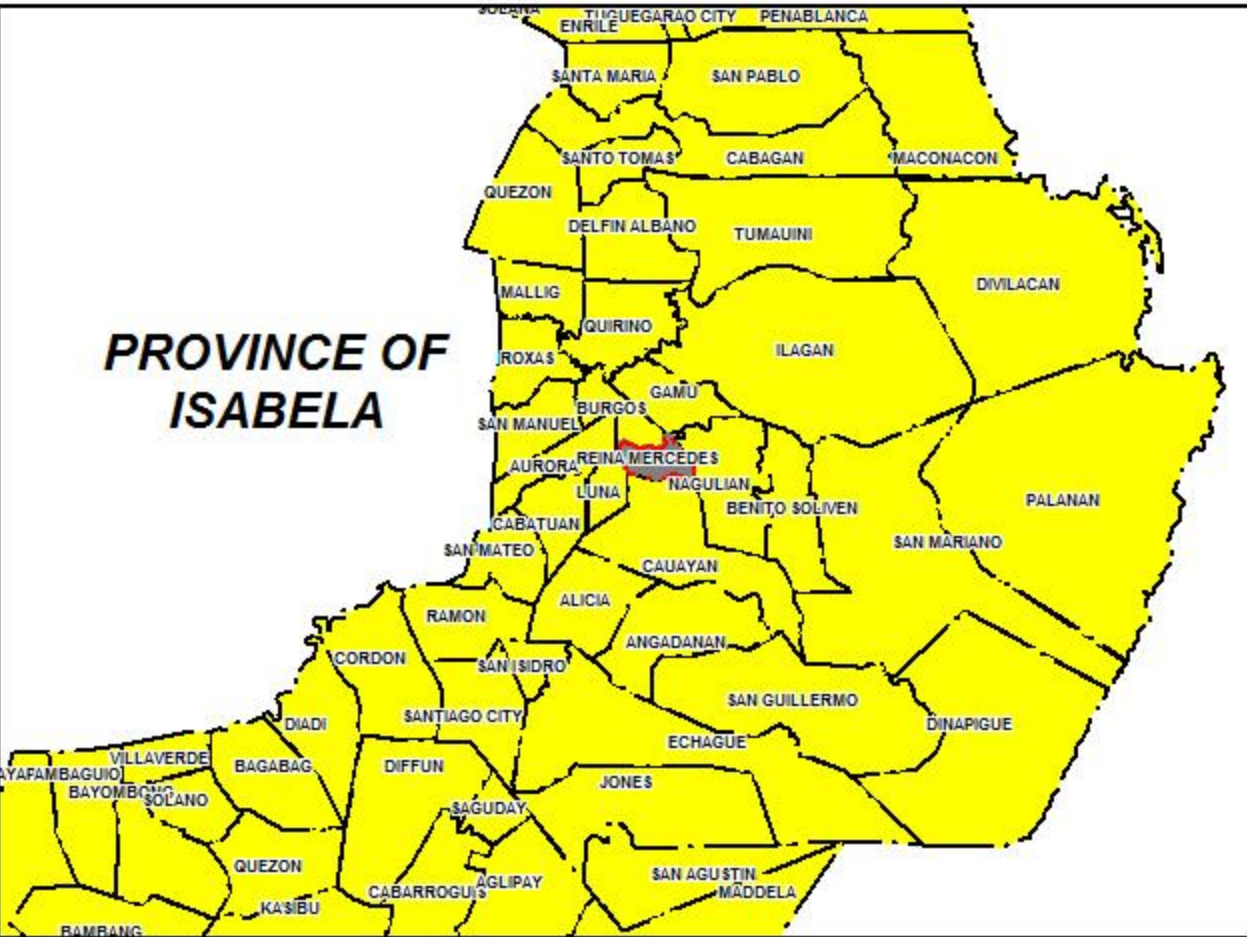 SOLANA
TUGUEGARAO CITY
PENABLANCA
ENRILE
SANTA MARIA
SAN PABLO
SANTO TOMAS
CABAGAN
MACONACON
QUEZON
DELFIN ALBANO
TUMAUINI
DIVILACAN
MALLIG
QUIRINO
PROVINCE OF
ISABELA
ROXAS
ILAGAN
GAMU
BURGOS
SAN MANUEL
AURORA
REINA MERCEDES
NAGULIAN
LUNA
BENITO SOLIVEN
PALANAN
CABATUAN
SAN MATEO
SAN MARIANO
CAUAYAN
ALICIA
RAMON
ANGADANAN
CORDON
SAN ISIDRO
SAN GUILLERMO
SANTIAGO CITY
DIADI
DINAPIGUE
ECHAGUE
VILLAVERDE
BAGABAG
DIFFUN
AYAPAMBAGUIO
JONES
BAYOMBONG
SOLANO
SAGUDAY
QUEZON
CABARROGUIS
AGLIPAY
SAN AGUSTIN
MADDELA
KASIBU
BAMBANG